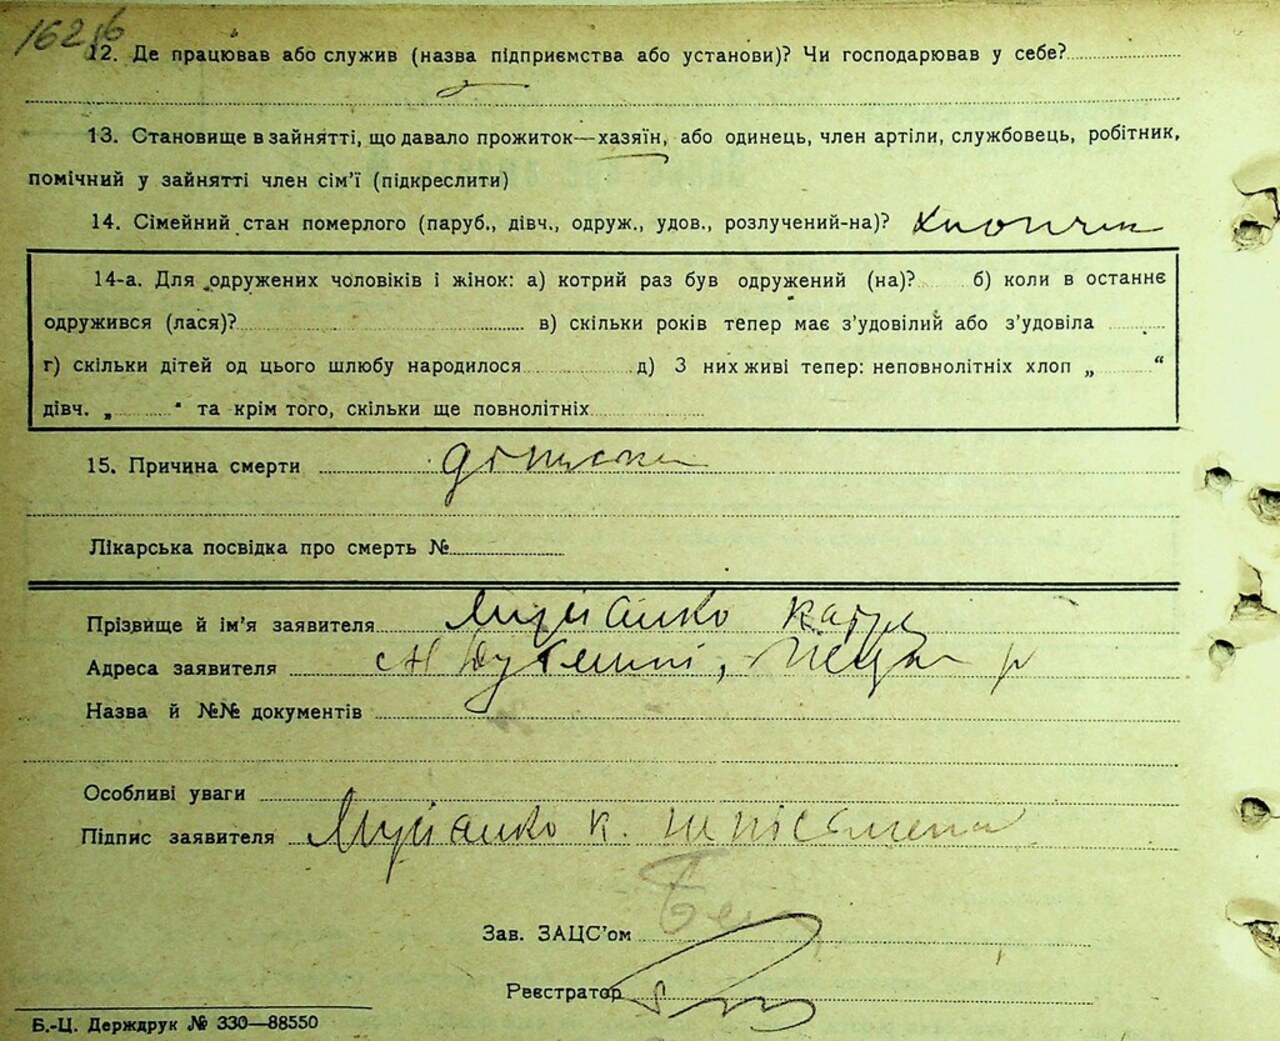 162
12. Де працював або служив (назва підприємства або установи)? Чи господарював у себе?
13. Становище в зайнятті, що давало прожиток—хазяїн, або одинець, член артіли, службовець, робітник,
помічний у зайнятті член сім’ї (підкреслити)
14. Сімейний стан померлого (паруб., дівч., одруж., удов., розлучений-на)? хлопчик
14-а. Для одружених чоловіків і жінок: а) котрий раз був одружений (на)? б) коли в останнє
одружився (лася)? в) скільки років тепер має з’удовілий або з’удовіла
г) скільки дітей од цього шлюбу народилося д) З них живі тепер: неповнолітніх хлоп „ “
дівч. „ “ та крім того, скільки ще повнолітніх
15. Причина смерти
Лікарська посвідка про смерть №
Прізвище й ім’я заявителя
Адреса заявителя
Назва й №№ документів
Особливі уваги
Підпис заявителя К. неписьмена
Зав. ЗАЦС’ом
Реєстратор
Б.-Ц. Держдрук № 330—88550